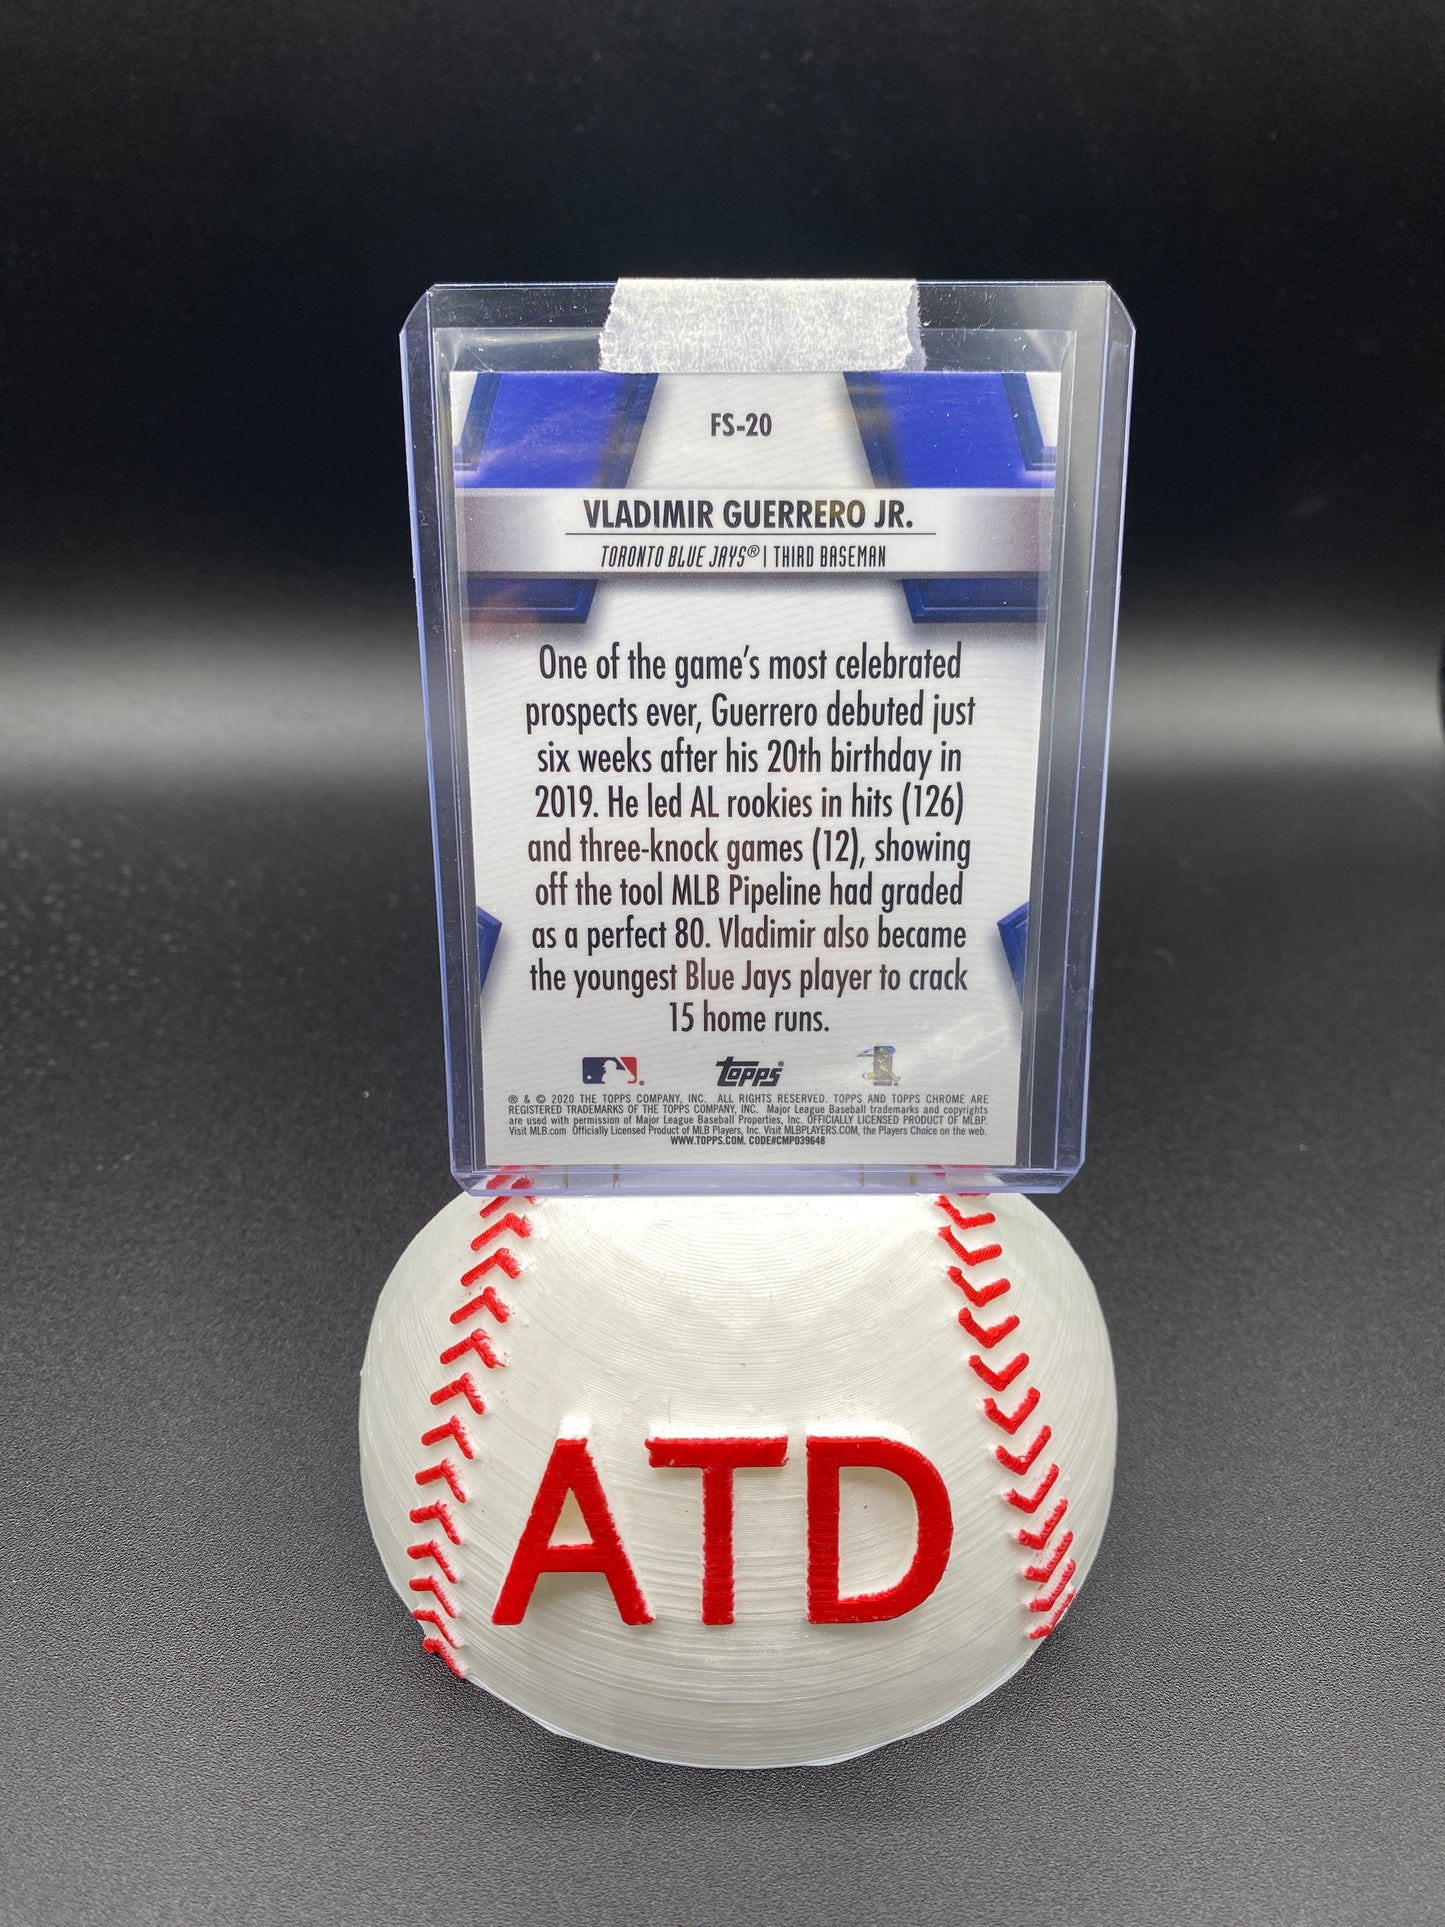 FS-20
VLADIMIR GUERRERO JR.
TORONTO BLUE JAYS® | THIRD BASEMAN
One of the game's most celebrated
prospects ever, Guerrero debuted just
six weeks after his 20th birthday in
2019. He led AL rookies in hits (126)
and three-knock games (12), showing
off the tool MLB Pipeline had graded
as a perfect 80. Vladimir also became
the youngest Blue Jays player to crack
15 home runs.
topps®
® & © 2020 THE TOPPS COMPANY, INC. ALL RIGHTS RESERVED. TOPPS AND TOPPS CHROME ARE
REGISTERED TRADEMARKS OF THE TOPPS COMPANY, INC. Major League Baseball trademarks and copyrights
are used with permission of Major League Baseball Properties, Inc. OFFICIALLY LICENSED PRODUCT OF MLBP.
Visit MLB.com Officially Licensed Product of MLB Players, Inc. Visit MLBPLAYERS.COM, the Players Choice on the web.
WWW.TOPPS.COM. CODE#CMP039648
ATD